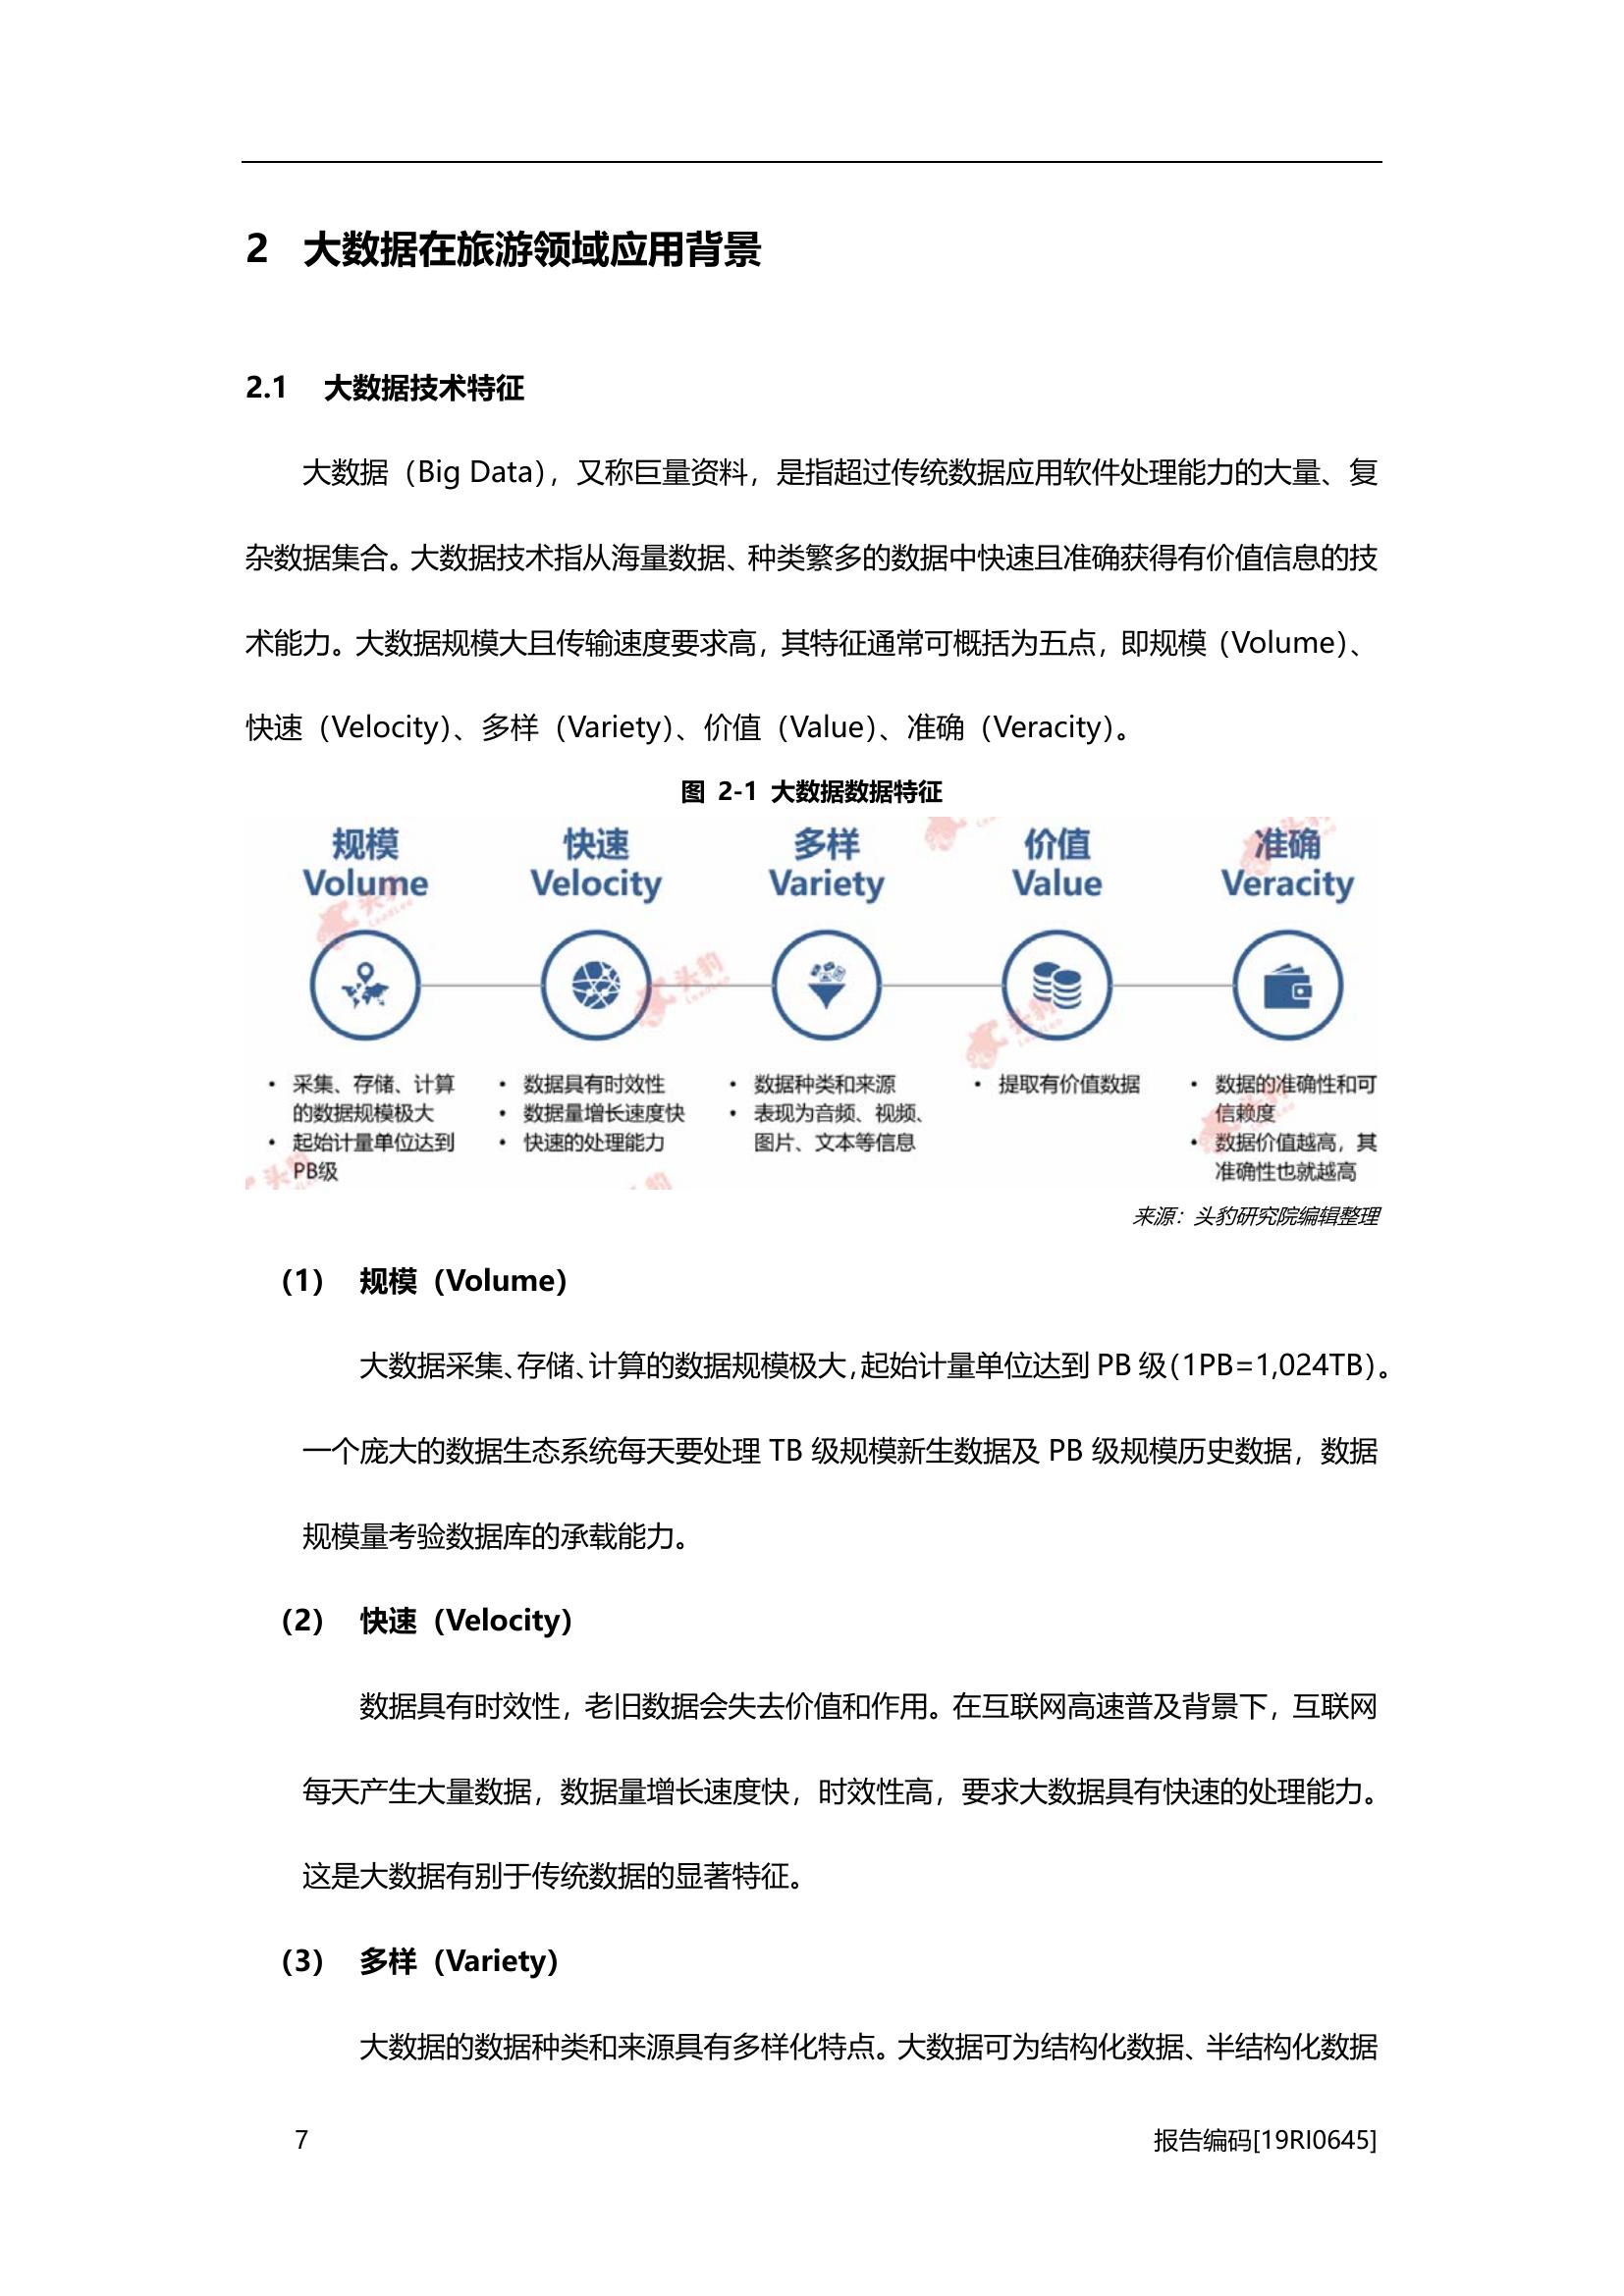 2 大数据在旅游领域应用背景
2.1 大数据技术特征
大数据（Big Data），又称巨量资料，是指超过传统数据应用软件处理能力的大量、复
杂数据集合。大数据技术指从海量数据、种类繁多的数据中快速且准确获得有价值信息的技
术能力。大数据规模大且传输速度要求高，其特征通常可概括为五点，即规模（Volume）、
快速（Velocity）、多样（Variety）、价值（Value）、准确（Veracity）。
图 2-1 大数据数据特征
规模
Volume
• 采集、存储、计算
的数据规模极大
• 起始计量单位达到
PB级
快速
Velocity
• 数据具有时效性
• 数据量增长速度快
• 快速的处理能力
多样
Variety
• 数据种类和来源
• 表现为音频、视频、
图片、文本等信息
价值
Value
• 提取有价值数据
准确
Veracity
• 数据的准确性和可
信赖度
• 数据价值越高，其
准确性也就越高
头豹
LeadLeo
来源：头豹研究院编辑整理
（1） 规模（Volume）
大数据采集、存储、计算的数据规模极大，起始计量单位达到 PB 级（1PB=1,024TB）。
一个庞大的数据生态系统每天要处理 TB 级规模新生数据及 PB 级规模历史数据，数据
规模量考验数据库的承载能力。
（2） 快速（Velocity）
数据具有时效性，老旧数据会失去价值和作用。在互联网高速普及背景下，互联网
每天产生大量数据，数据量增长速度快，时效性高，要求大数据具有快速的处理能力。
这是大数据有别于传统数据的显著特征。
（3） 多样（Variety）
大数据的数据种类和来源具有多样化特点。大数据可为结构化数据、半结构化数据
7
报告编码[19RI0645]